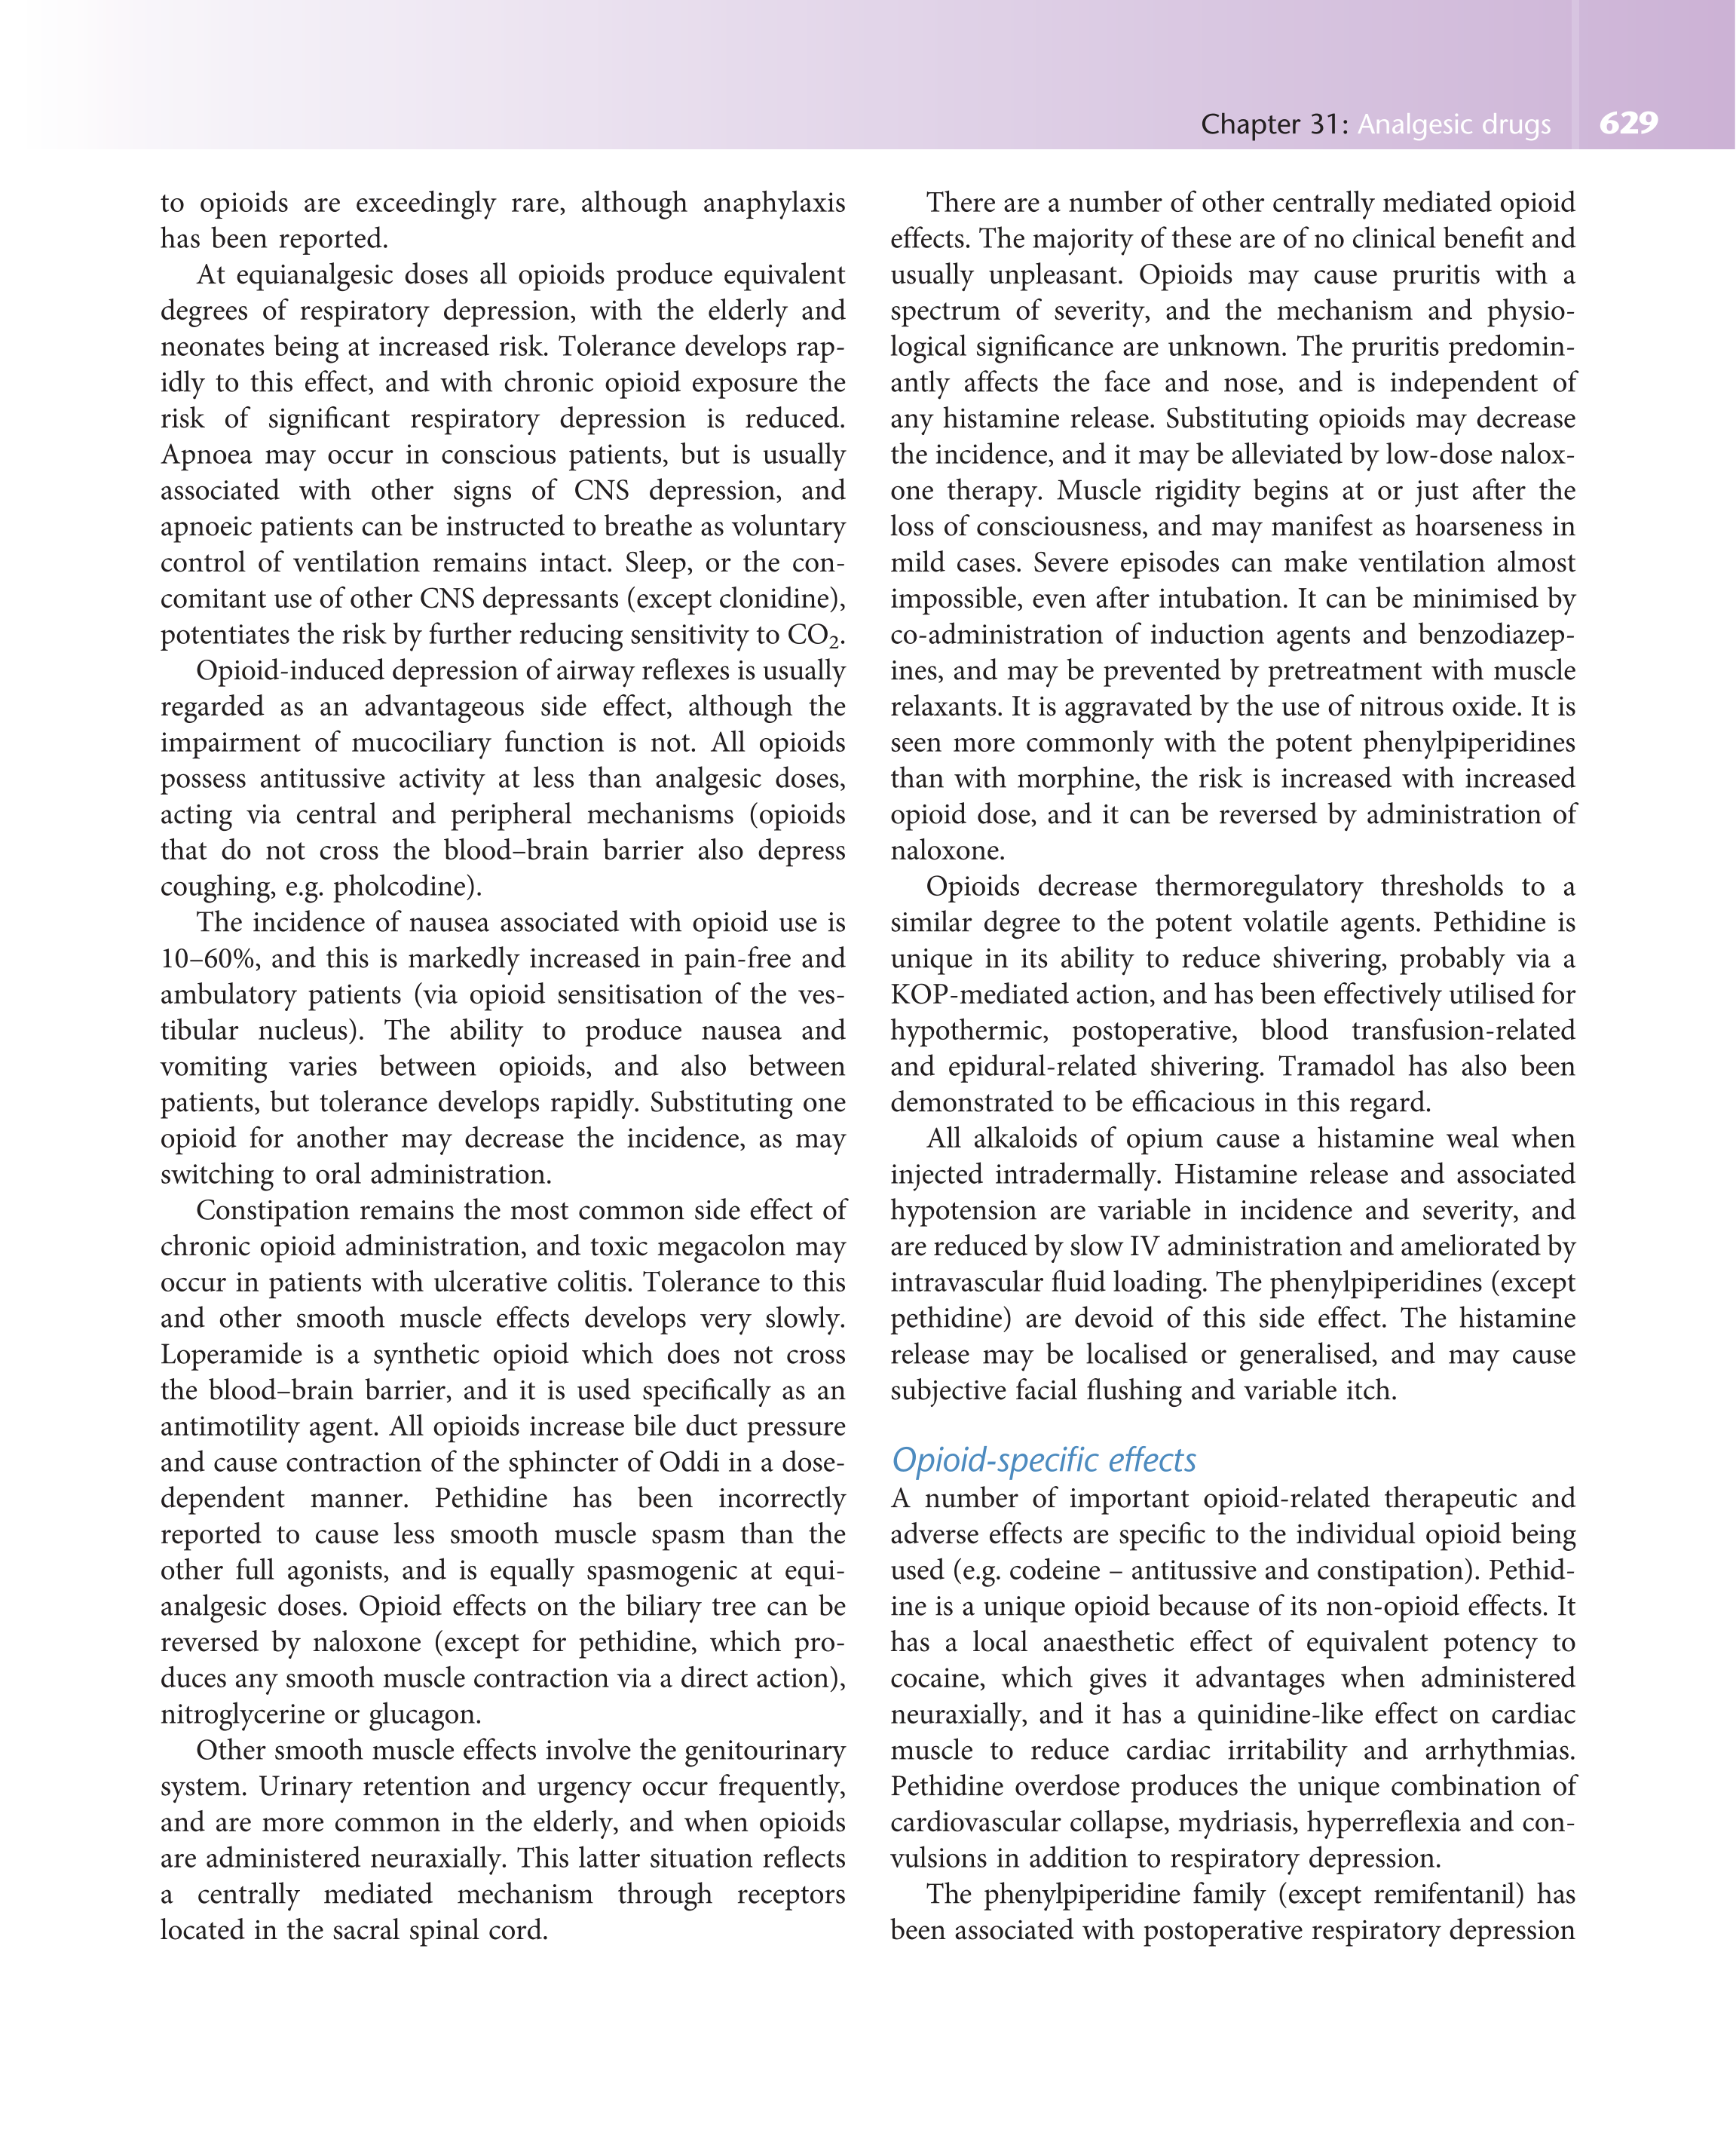 Chapter 31: Analgesic drugs 629
to opioids are exceedingly rare, although anaphylaxis
has been reported.
At equianalgesic doses all opioids produce equivalent
degrees of respiratory depression, with the elderly and
neonates being at increased risk. Tolerance develops rap-
idly to this effect, and with chronic opioid exposure the
risk of significant respiratory depression is reduced.
Apnoea may occur in conscious patients, but is usually
associated with other signs of CNS depression, and
apnoeic patients can be instructed to breathe as voluntary
control of ventilation remains intact. Sleep, or the con-
comitant use of other CNS depressants (except clonidine),
potentiates the risk by further reducing sensitivity to CO₂.
Opioid-induced depression of airway reflexes is usually
regarded as an advantageous side effect, although the
impairment of mucociliary function is not. All opioids
possess antitussive activity at less than analgesic doses,
acting via central and peripheral mechanisms (opioids
that do not cross the blood–brain barrier also depress
coughing, e.g. pholcodine).
The incidence of nausea associated with opioid use is
10–60%, and this is markedly increased in pain-free and
ambulatory patients (via opioid sensitisation of the ves-
tibular nucleus). The ability to produce nausea and
vomiting varies between opioids, and also between
patients, but tolerance develops rapidly. Substituting one
opioid for another may decrease the incidence, as may
switching to oral administration.
Constipation remains the most common side effect of
chronic opioid administration, and toxic megacolon may
occur in patients with ulcerative colitis. Tolerance to this
and other smooth muscle effects develops very slowly.
Loperamide is a synthetic opioid which does not cross
the blood–brain barrier, and it is used specifically as an
antimotility agent. All opioids increase bile duct pressure
and cause contraction of the sphincter of Oddi in a dose-
dependent manner. Pethidine has been incorrectly
reported to cause less smooth muscle spasm than the
other full agonists, and is equally spasmogenic at equi-
analgesic doses. Opioid effects on the biliary tree can be
reversed by naloxone (except for pethidine, which pro-
duces any smooth muscle contraction via a direct action),
nitroglycerine or glucagon.
Other smooth muscle effects involve the genitourinary
system. Urinary retention and urgency occur frequently,
and are more common in the elderly, and when opioids
are administered neuraxially. This latter situation reflects
a centrally mediated mechanism through receptors
located in the sacral spinal cord.
There are a number of other centrally mediated opioid
effects. The majority of these are of no clinical benefit and
usually unpleasant. Opioids may cause pruritis with a
spectrum of severity, and the mechanism and physio-
logical significance are unknown. The pruritis predomin-
antly affects the face and nose, and is independent of
any histamine release. Substituting opioids may decrease
the incidence, and it may be alleviated by low-dose nalox-
one therapy. Muscle rigidity begins at or just after the
loss of consciousness, and may manifest as hoarseness in
mild cases. Severe episodes can make ventilation almost
impossible, even after intubation. It can be minimised by
co-administration of induction agents and benzodiazep-
ines, and may be prevented by pretreatment with muscle
relaxants. It is aggravated by the use of nitrous oxide. It is
seen more commonly with the potent phenylpiperidines
than with morphine, the risk is increased with increased
opioid dose, and it can be reversed by administration of
naloxone.
Opioids decrease thermoregulatory thresholds to a
similar degree to the potent volatile agents. Pethidine is
unique in its ability to reduce shivering, probably via a
KOP-mediated action, and has been effectively utilised for
hypothermic, postoperative, blood transfusion-related
and epidural-related shivering. Tramadol has also been
demonstrated to be efficacious in this regard.
All alkaloids of opium cause a histamine weal when
injected intradermally. Histamine release and associated
hypotension are variable in incidence and severity, and
are reduced by slow IV administration and ameliorated by
intravascular fluid loading. The phenylpiperidines (except
pethidine) are devoid of this side effect. The histamine
release may be localised or generalised, and may cause
subjective facial flushing and variable itch.
Opioid-specific effects
A number of important opioid-related therapeutic and
adverse effects are specific to the individual opioid being
used (e.g. codeine – antitussive and constipation). Pethid-
ine is a unique opioid because of its non-opioid effects. It
has a local anaesthetic effect of equivalent potency to
cocaine, which gives it advantages when administered
neuraxially, and it has a quinidine-like effect on cardiac
muscle to reduce cardiac irritability and arrhythmias.
Pethidine overdose produces the unique combination of
cardiovascular collapse, mydriasis, hyperreflexia and con-
vulsions in addition to respiratory depression.
The phenylpiperidine family (except remifentanil) has
been associated with postoperative respiratory depression